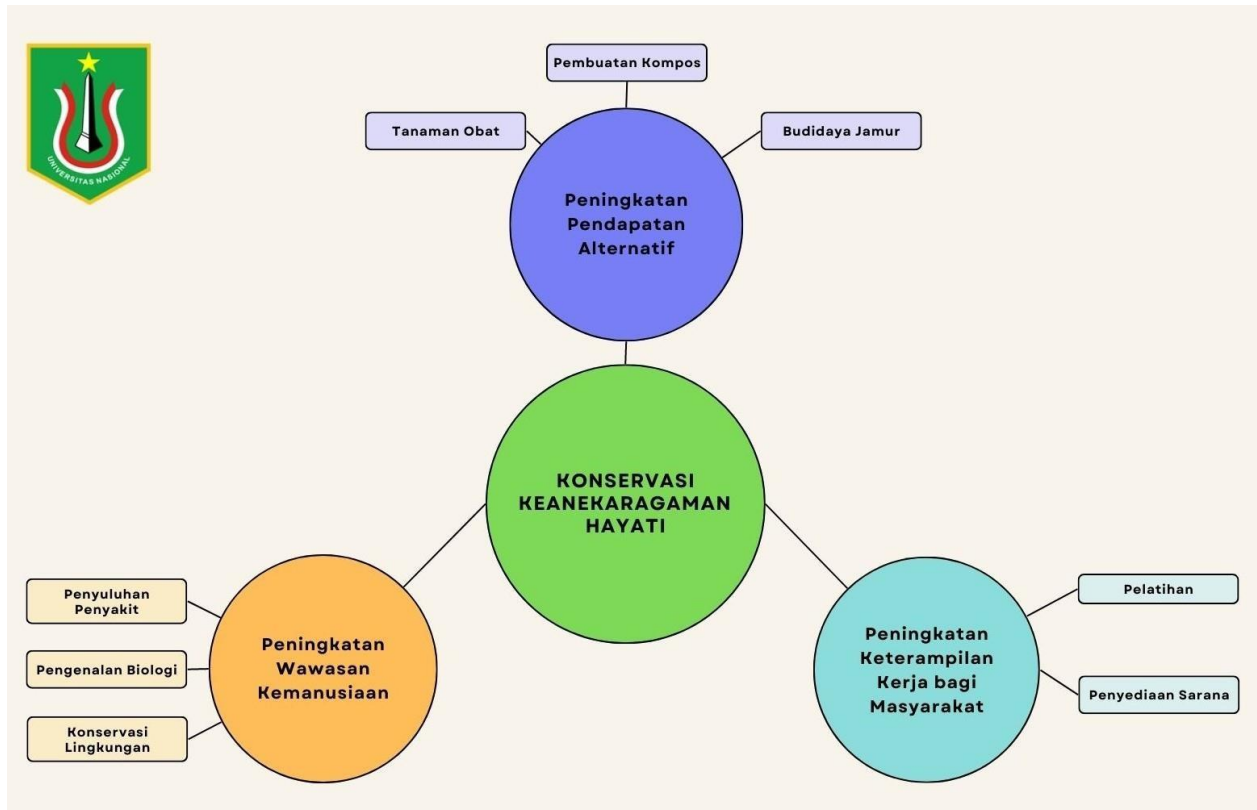 UNIVERSITAS NASIONAL
Pembuatan Kompos
Tanaman Obat
Budidaya Jamur
Peningkatan
Pendapatan
Alternatif
KONSERVASI
KEANEKARAGAMAN
HAYATI
Penyuluhan
Penyakit
Pengenalan Biologi
Konservasi
Lingkungan
Peningkatan
Wawasan
Kemanusiaan
Peningkatan
Keterampilan
Kerja bagi
Masyarakat
Pelatihan
Penyediaan Sarana